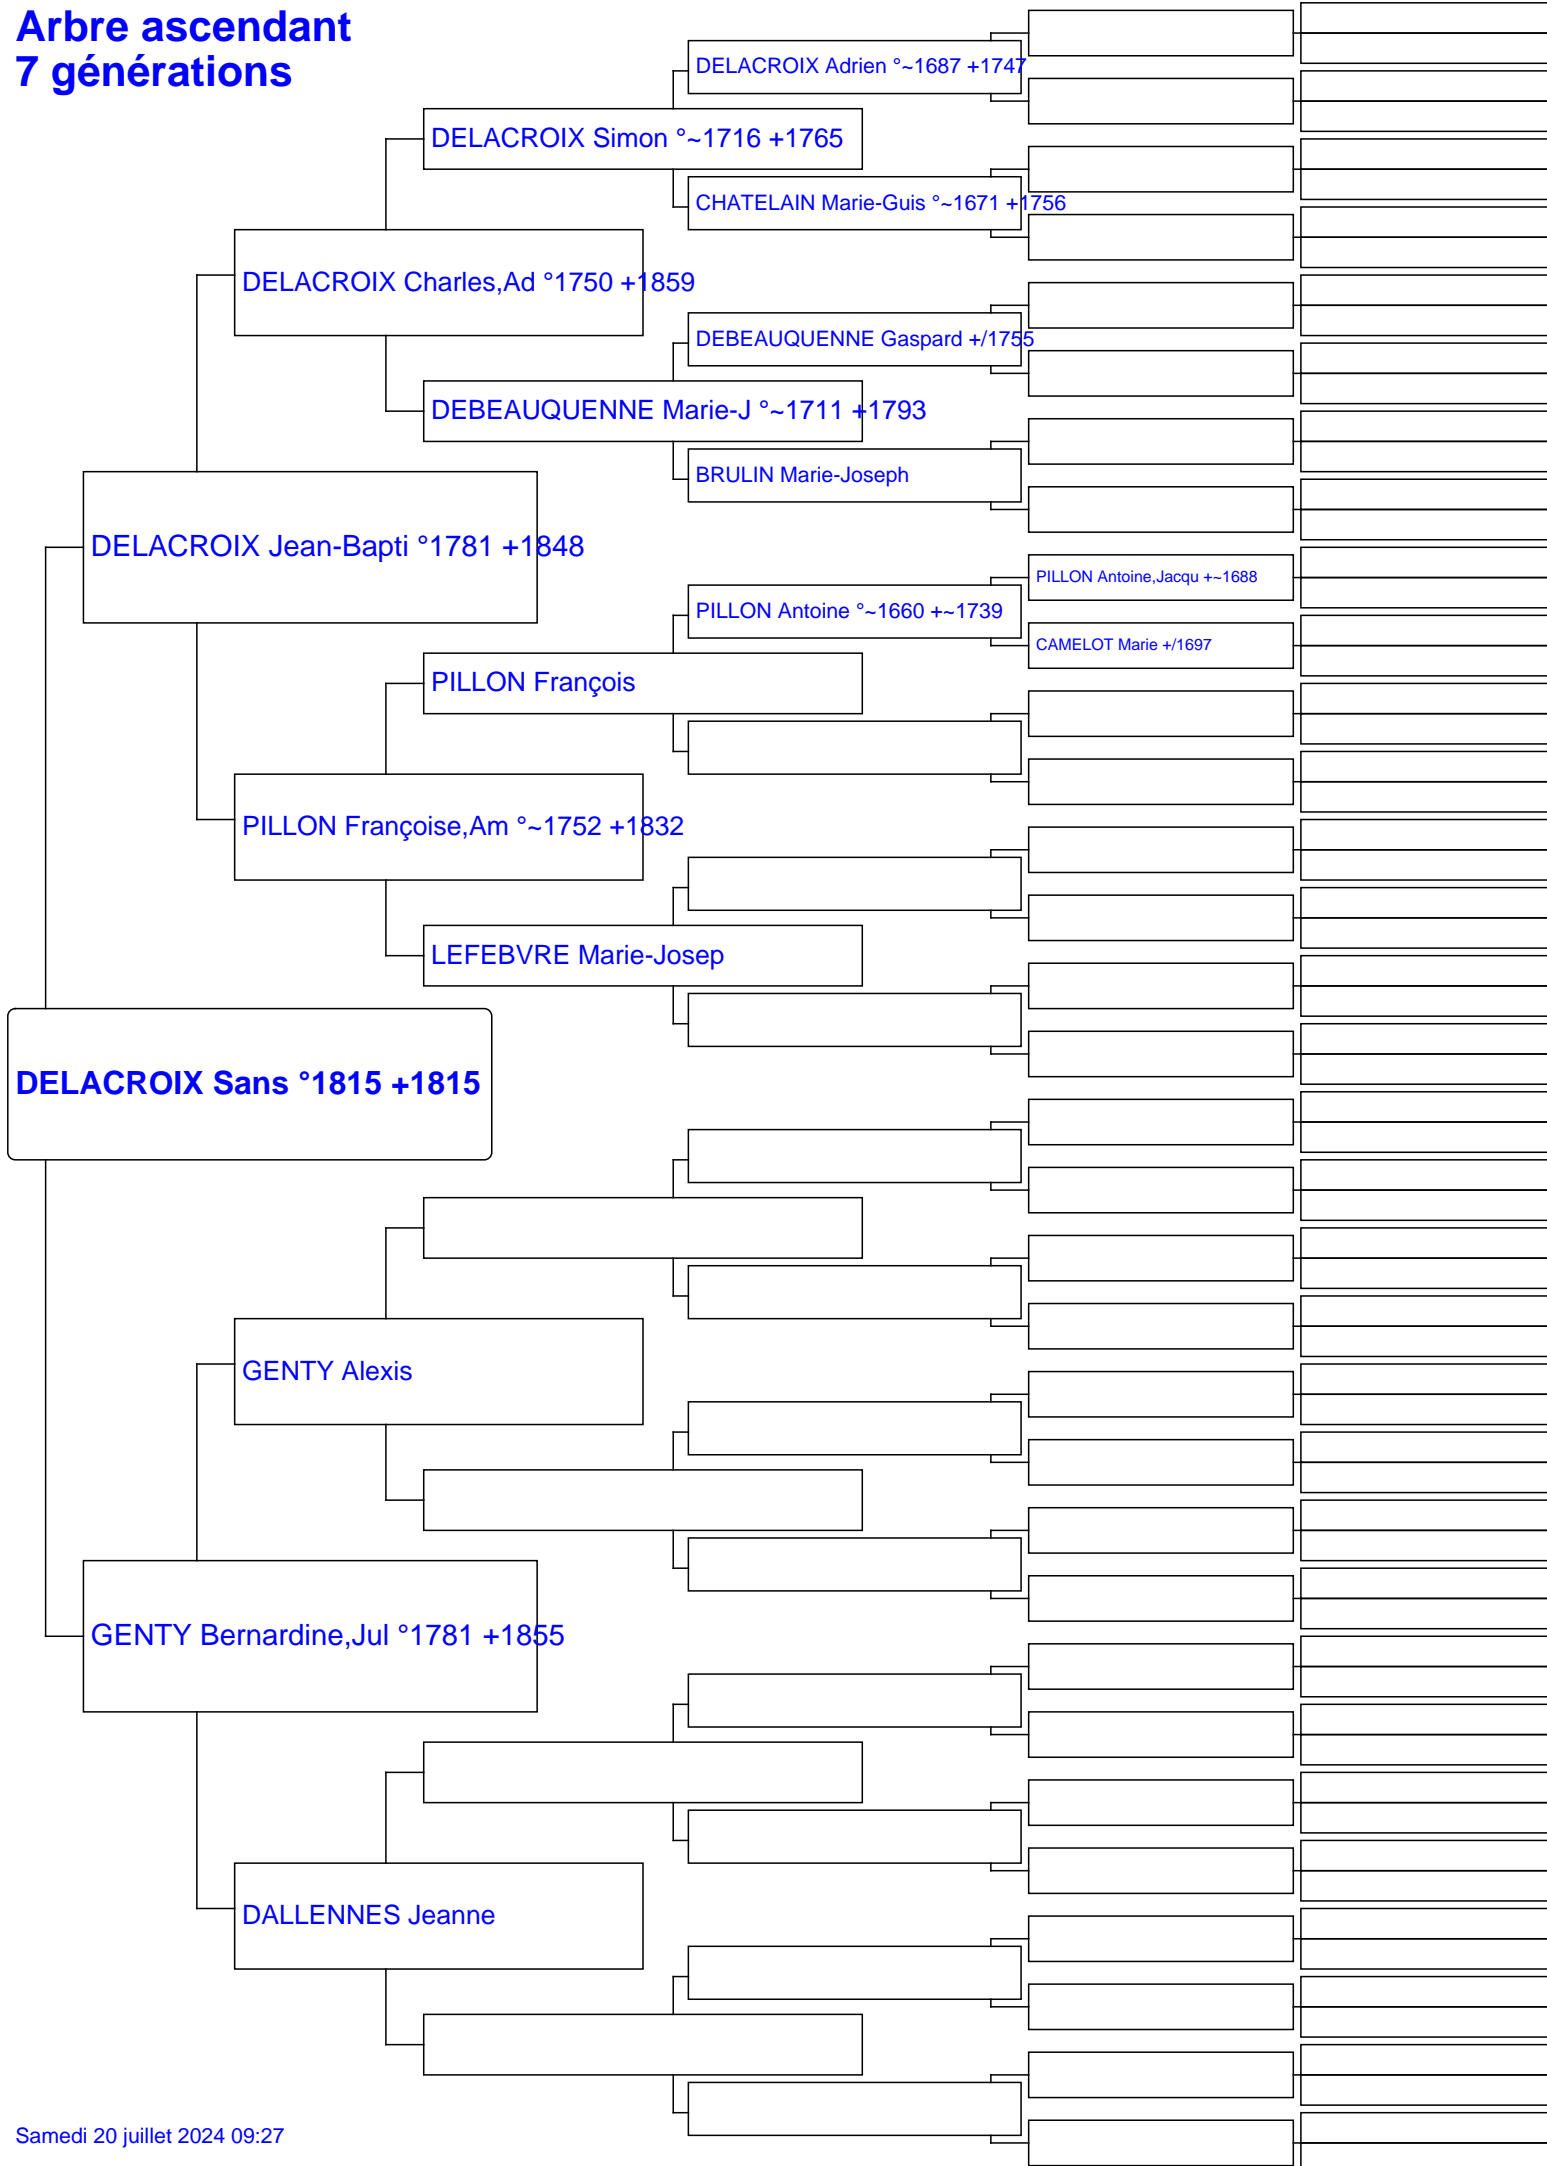 Arbre ascendant
7 générations
DELACROIX Adrien °~1687 +1747
DELACROIX Simon °~1716 +1765
CHATELAIN Marie-Guis °~1671 +1756
DELACROIX Charles,Ad °1750 +1859
DEBEAUQUENNE Gaspard +/1755
DEBEAUQUENNE Marie-J °~1711 +1793
BRULIN Marie-Joseph
DELACROIX Jean-Bapti °1781 +1848
PILLON Antoine,Jacqu +~1688
PILLON Antoine °~1660 +~1739
CAMELOT Marie +/1697
PILLON François
PILLON Françoise,Am °~1752 +1832
LEFEBVRE Marie-Josep
DELACROIX Sans °1815 +1815
GENTY Alexis
GENTY Bernardine,Jul °1781 +1855
DALLENNES Jeanne
Samedi 20 juillet 2024 09:27